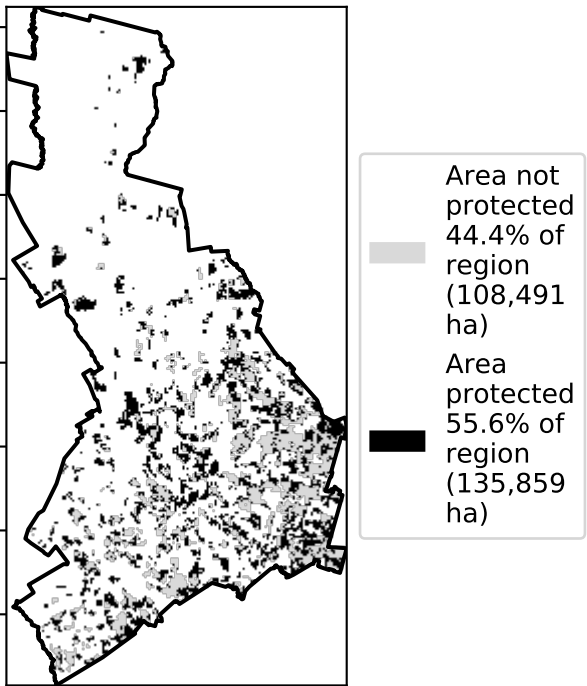 Area not
protected
44.4% of
region
(108,491
ha)
Area
protected
55.6% of
region
(135,859
ha)